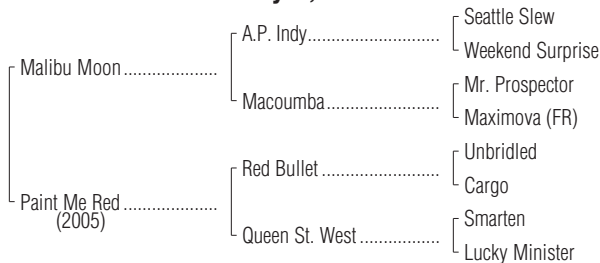 Malibu Moon
A.P. Indy
Seattle Slew
Weekend Surprise
Macoumba
Mr. Prospector
Maximova (FR)
Paint Me Red
(2005)
Red Bullet
Unbridled
Cargo
Queen St. West
Smarten
Lucky Minister